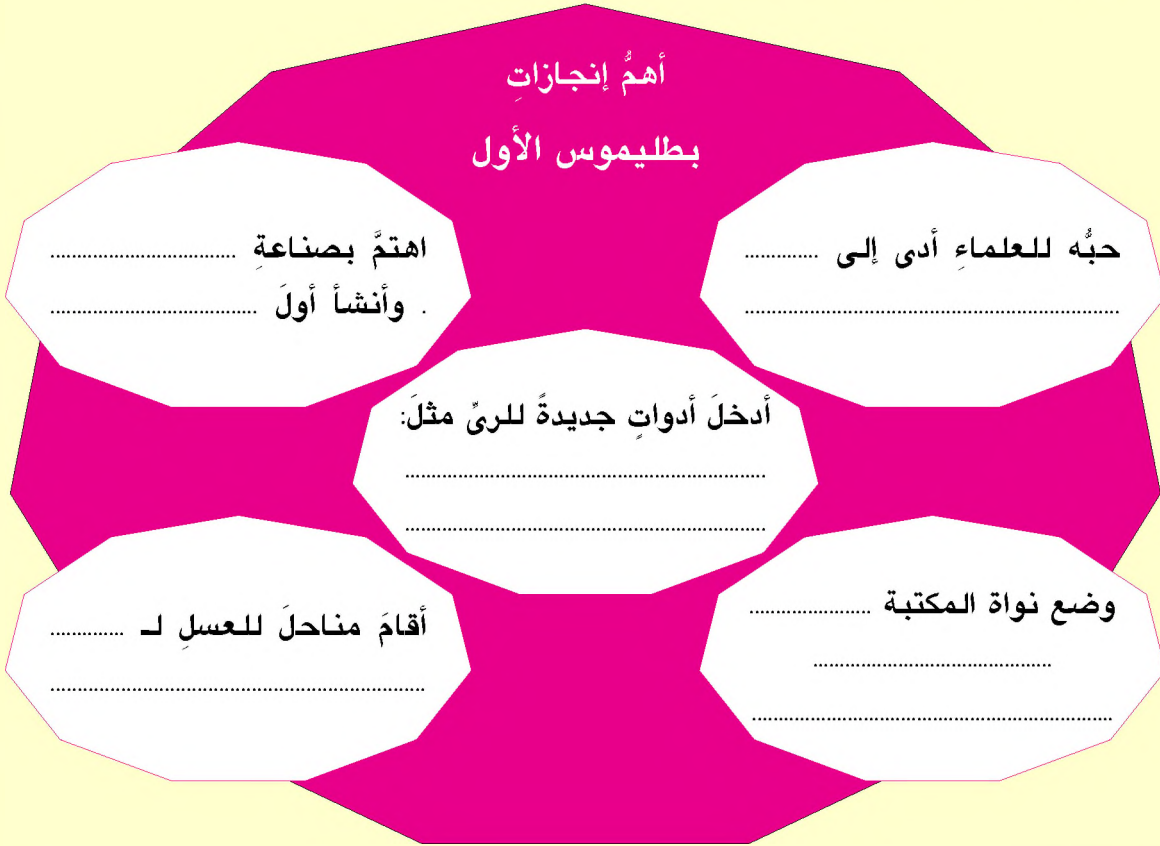 أهمُّ إنجازاتِ
بطليموس الأول
حبُّه للعلماءِ أدى إلى ..............
........................................................................
اهتمَّ بصناعةِ ...................................
. وأنشأ أولَ .......................................
أدخلَ أدواتٍ جديدةً للرىِّ مثلَ:
.....................................................................
.....................................................................
وضع نواة المكتبة .......................
.............................................
.....................................................................
أقامَ مناحلَ للعسلِ لـ ..............
........................................................................